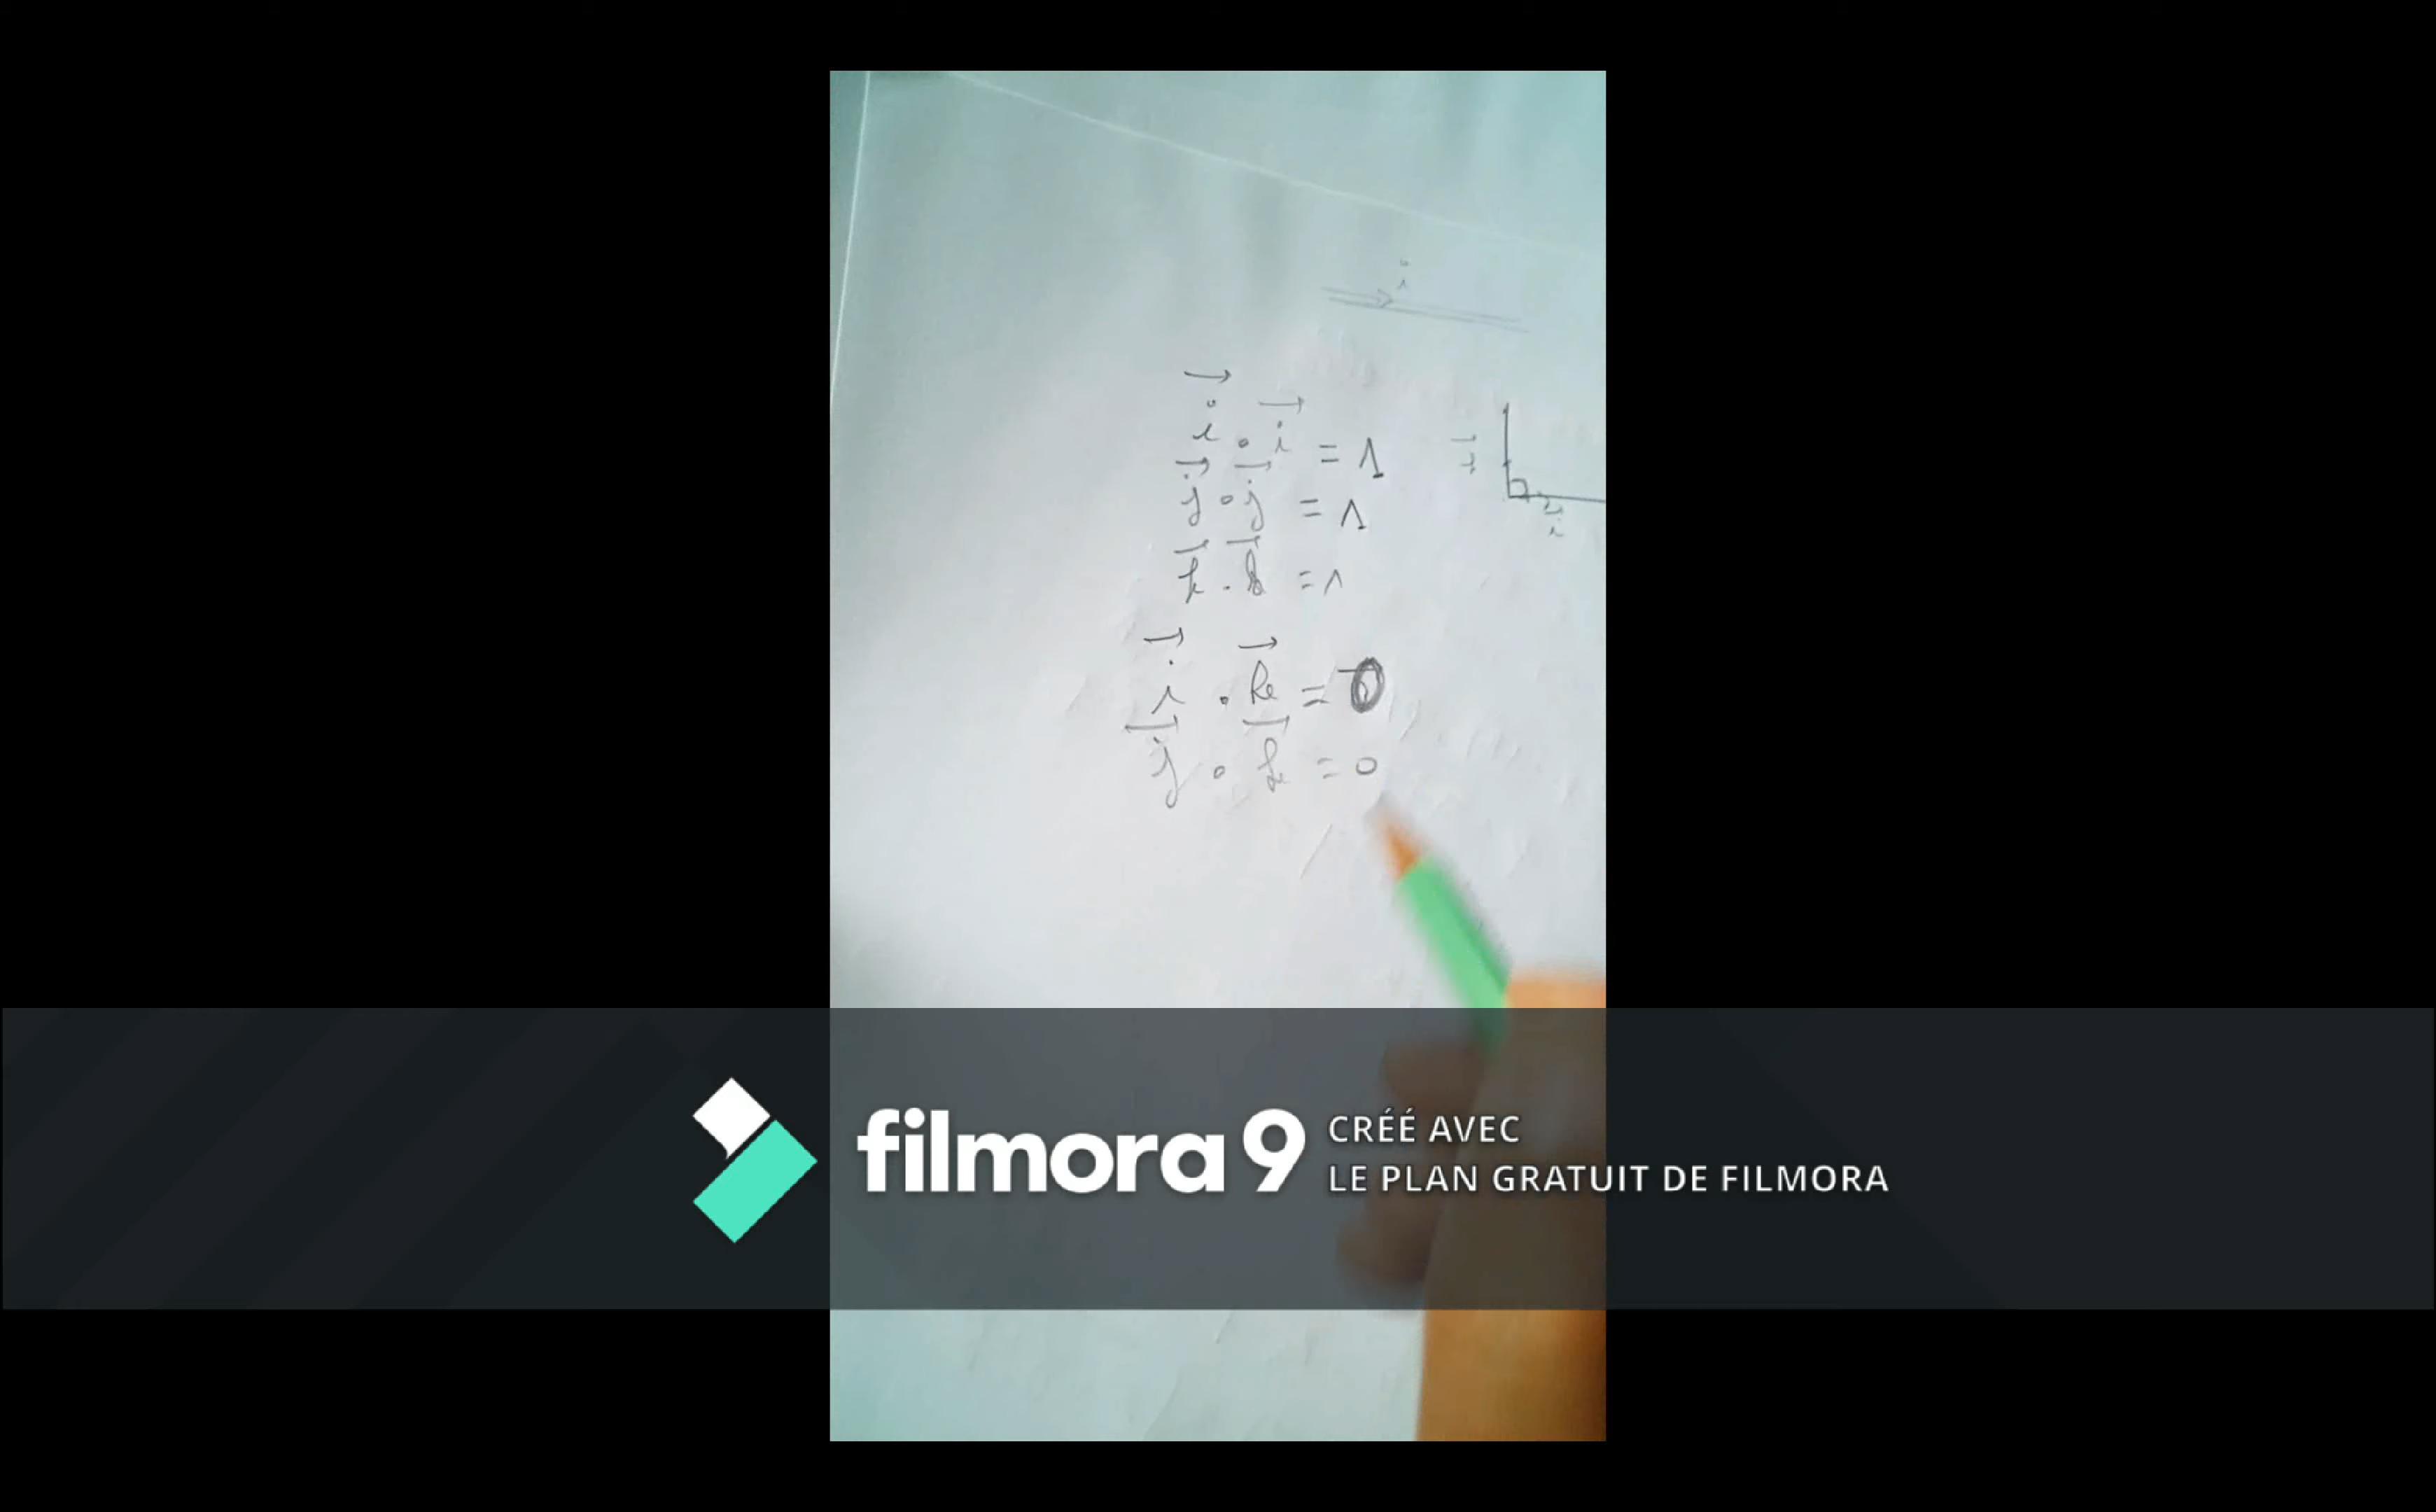 i
i⃗ . i⃗ = 1
j⃗ . j⃗ = 1
k⃗ . k⃗ = 1
i⃗ . k⃗ = 0
j⃗ . k⃗ = 0
j⃗
i
filmora 9 CRÉÉ AVEC
LE PLAN GRATUIT DE FILMORA